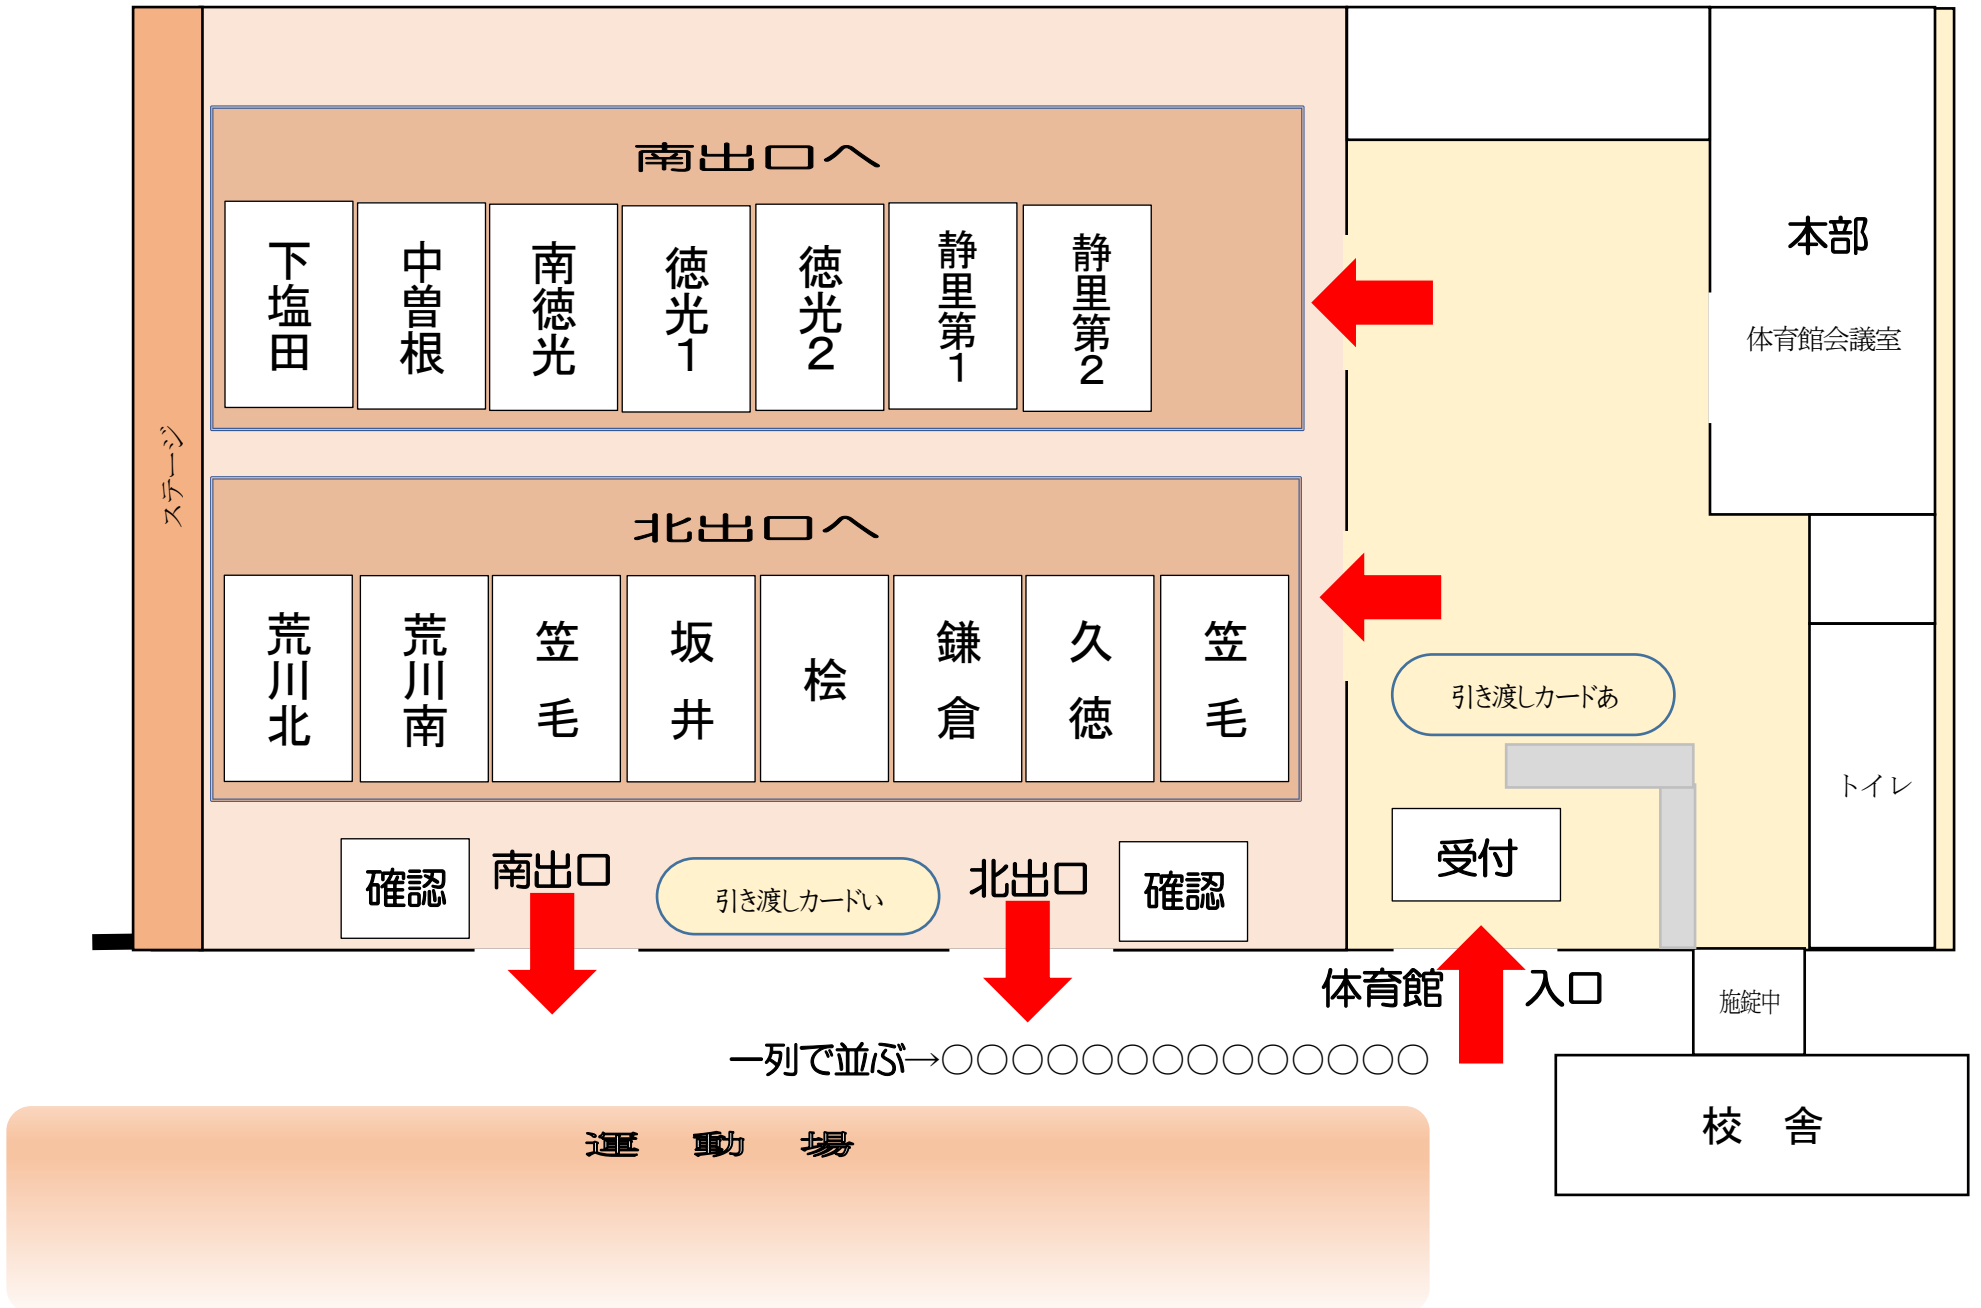 南出口へ
下塩田
中曽根
南徳光
徳光1
徳光2
静里第1
静里第2
本部
体育館会議室
ステージ
北出口へ
荒川北
荒川南
笠毛
坂井
桧
鎌倉
久徳
笠毛
引き渡しカードあ
トイレ
確認
南出口
引き渡しカードい
北出口
確認
受付
体育館 入口
施錠中
一列で並ぶ→○○○○○○○○○○○○○○
運 動 場
校 舎